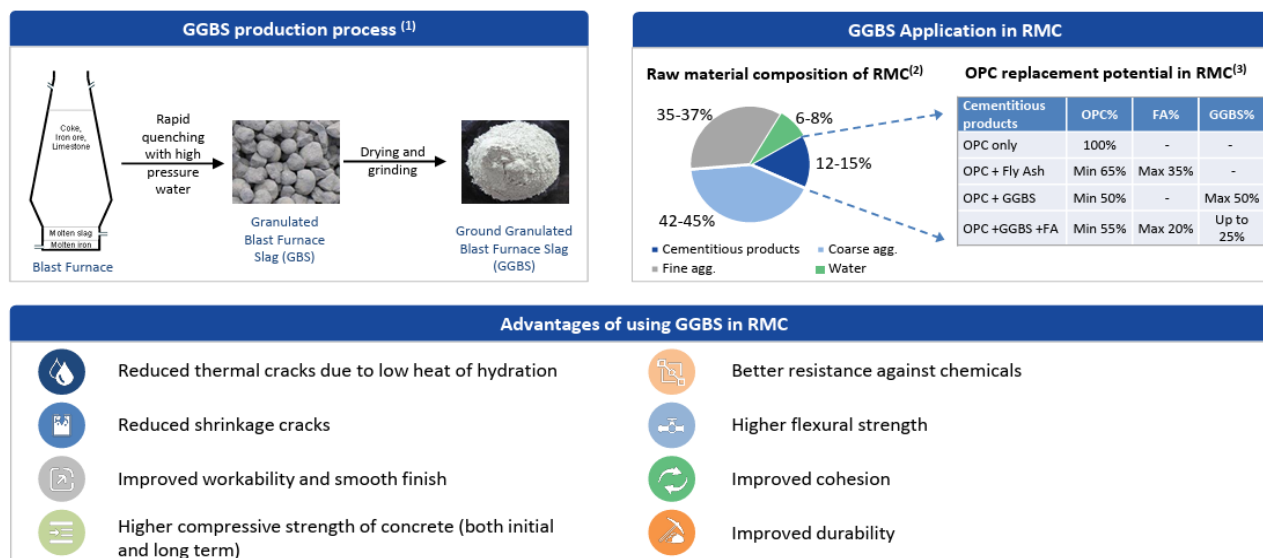 GGBS production process (1)
Coke,
Iron ore,
Limestone
Molten slag
Molten iron
Blast Furnace
Rapid
quenching
with high
pressure
water
Granulated
Blast Furnace
Slag (GBS)
Drying and
grinding
Ground Granulated
Blast Furnace Slag
(GGBS)
GGBS Application in RMC
Raw material composition of RMC(2)
35-37%
6-8%
12-15%
42-45%
Cementitious products
Coarse agg.
Fine agg.
Water
OPC replacement potential in RMC(3)
Cementitious products OPC% FA% GGBS%
OPC only 100% - -
OPC + Fly Ash Min 65% Max 35% -
OPC + GGBS Min 50% - Max 50%
OPC +GGBS +FA Min 55% Max 20% Up to 25%
Advantages of using GGBS in RMC
Reduced thermal cracks due to low heat of hydration
Reduced shrinkage cracks
Improved workability and smooth finish
Higher compressive strength of concrete (both initial
and long term)
Better resistance against chemicals
Higher flexural strength
Improved cohesion
Improved durability